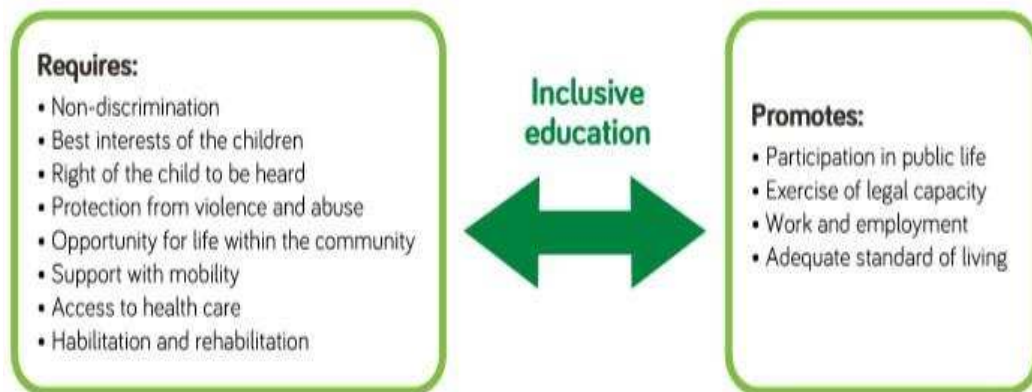 Requires:
• Non-discrimination
• Best interests of the children
• Right of the child to be heard
• Protection from violence and abuse
• Opportunity for life within the community
• Support with mobility
• Access to health care
• Habilitation and rehabilitation
Inclusive
education
Promotes:
• Participation in public life
• Exercise of legal capacity
• Work and employment
• Adequate standard of living